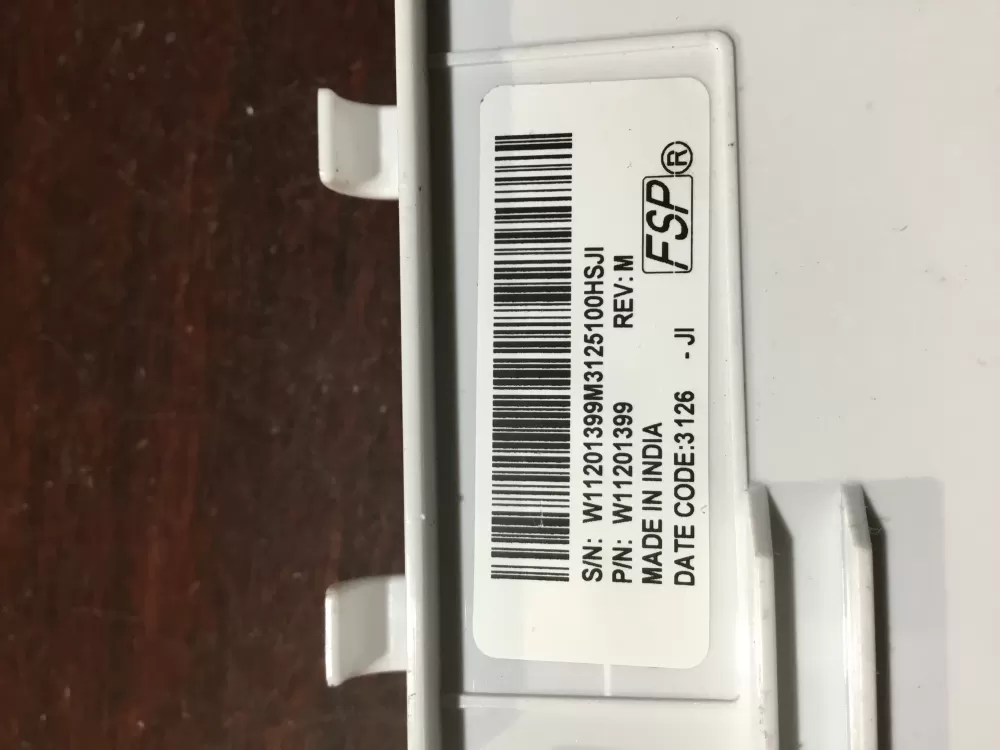 S/N: W11201399M3125100HSJI
P/N: W11201399 REV: M
MADE IN INDIA
DATE CODE:3126 - JI
FSP®